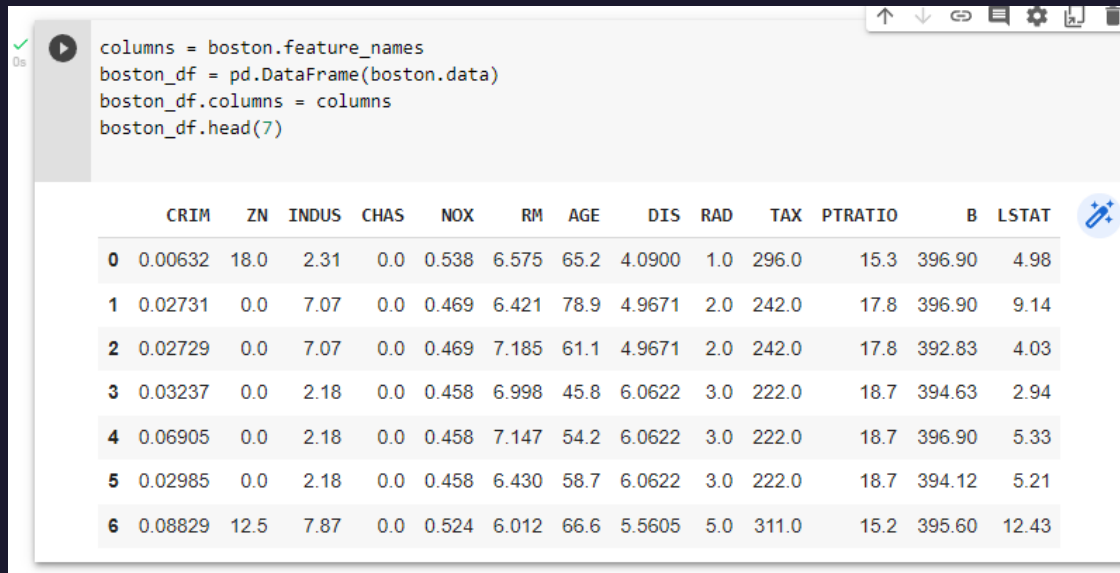 0s
columns = boston.feature_names
boston_df = pd.DataFrame(boston.data)
boston_df.columns = columns
boston_df.head(7)
CRIM ZN INDUS CHAS NOX RM AGE DIS RAD TAX PTRATIO B LSTAT
0 0.00632 18.0 2.31 0.0 0.538 6.575 65.2 4.0900 1.0 296.0 15.3 396.90 4.98
1 0.02731 0.0 7.07 0.0 0.469 6.421 78.9 4.9671 2.0 242.0 17.8 396.90 9.14
2 0.02729 0.0 7.07 0.0 0.469 7.185 61.1 4.9671 2.0 242.0 17.8 392.83 4.03
3 0.03237 0.0 2.18 0.0 0.458 6.998 45.8 6.0622 3.0 222.0 18.7 394.63 2.94
4 0.06905 0.0 2.18 0.0 0.458 7.147 54.2 6.0622 3.0 222.0 18.7 396.90 5.33
5 0.02985 0.0 2.18 0.0 0.458 6.430 58.7 6.0622 3.0 222.0 18.7 394.12 5.21
6 0.08829 12.5 7.87 0.0 0.524 6.012 66.6 5.5605 5.0 311.0 15.2 395.60 12.43